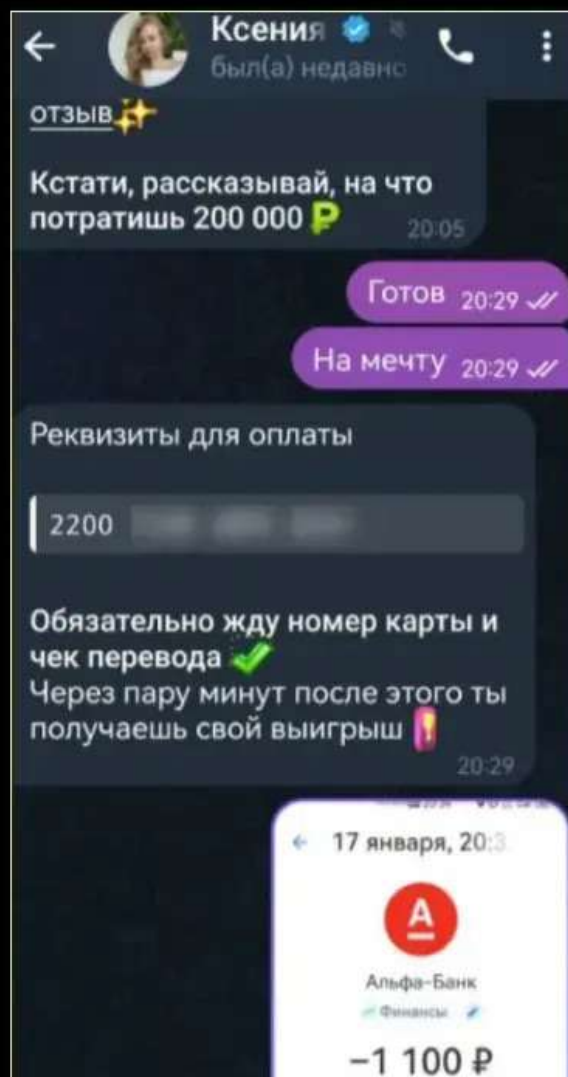 Ксения
был(а) недавно
отзыв
Кстати, рассказывай, на что
потратишь 200 000 ₽
20:05
Готов 20:29
На мечту 20:29
Реквизиты для оплаты
2200
Обязательно жду номер карты и
чек перевода
Через пару минут после этого ты
получаешь свой выигрыш
20:29
17 января, 20:3
А
Альфа-Банк
Финансы
-1 100 ₽